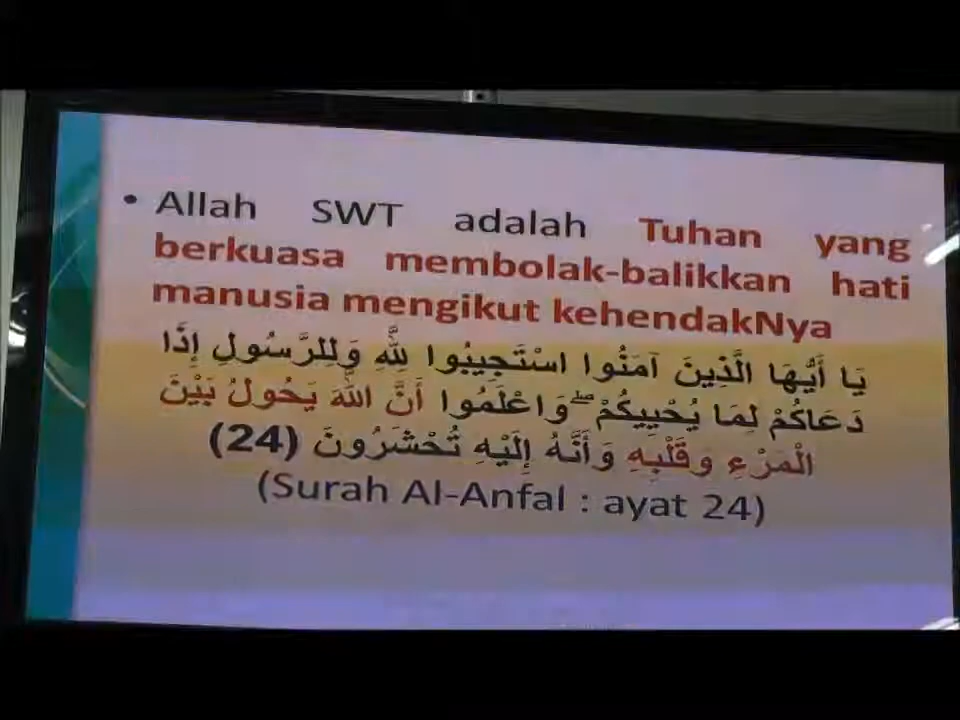 • Allah SWT adalah Tuhan yang
berkuasa membolak-balikkan hati
manusia mengikut kehendakNya
يَا أَيُّهَا الَّذِينَ آمَنُوا اسْتَجِيبُوا لِلَّهِ وَلِلرَّسُولِ إِذَا
دَعَاكُمْ لِمَا يُحْيِيكُمْ ۖ وَاعْلَمُوا أَنَّ اللَّهَ يَحُولُ بَيْنَ
الْمَرْءِ وَقَلْبِهِ وَأَنَّهُ إِلَيْهِ تُحْشَرُونَ (24)
(Surah Al-Anfal : ayat 24)